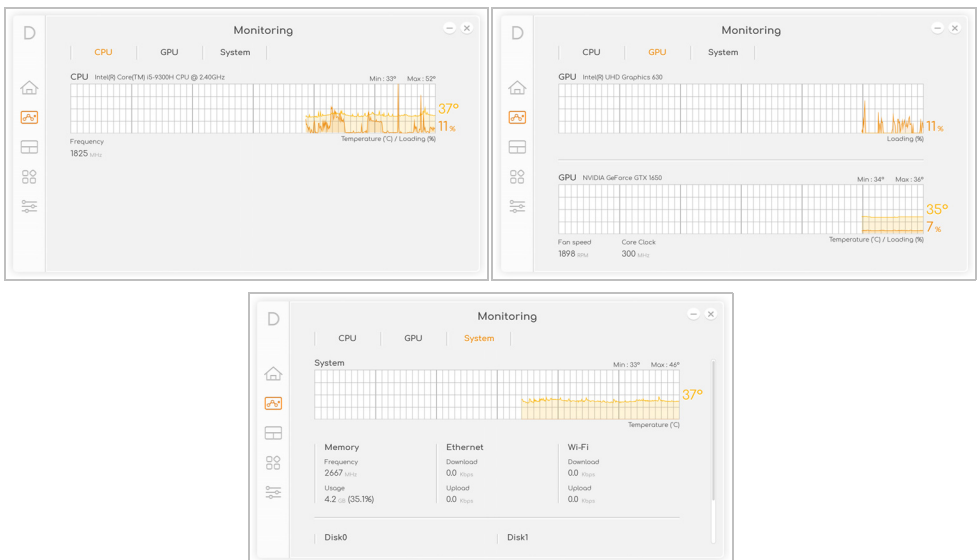 D
Monitoring
CPU GPU System
CPU Intel(R) Core(TM) i5-9300H CPU @ 2.40GHz Min : 33° Max : 52°
37°
11 %
Temperature (°C) / Loading (%)
Frequency
1825 MHz
D
Monitoring
CPU GPU System
GPU Intel(R) UHD Graphics 630
11 %
Loading (%)
GPU NVIDIA GeForce GTX 1650 Min : 34° Max : 36°
35°
7 %
Temperature (°C) / Loading (%)
Fan speed Core Clock
1898 RPM 300 MHz
D
Monitoring
CPU GPU System
System Min : 33° Max : 46°
37°
Temperature (°C)
Memory Ethernet Wi-Fi
Frequency Download Download
2667 MHz 0.0 Kbps 0.0 Kbps
Usage Upload Upload
4.2 GB (35.1%) 0.0 Kbps 0.0 Kbps
Disk0 Disk1